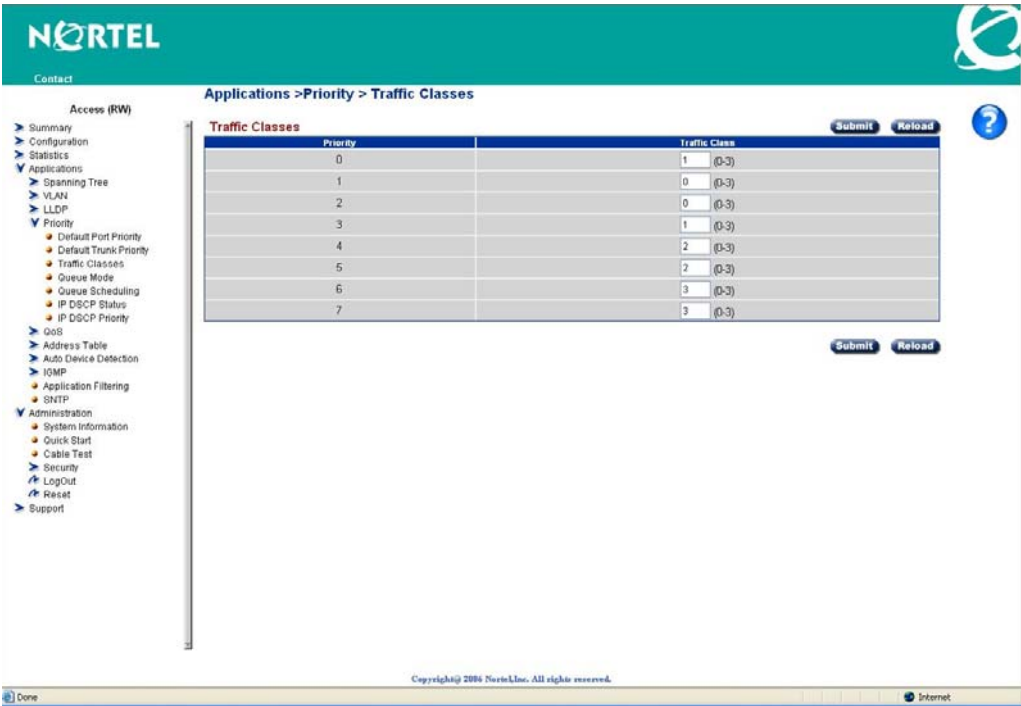 NORTEL
Contact
Access (RW)
Summary
Configuration
Statistics
Applications
Spanning Tree
VLAN
LLDP
Priority
Default Port Priority
Default Trunk Priority
Traffic Classes
Queue Mode
Queue Scheduling
IP DSCP Status
IP DSCP Priority
QoS
Address Table
Auto Device Detection
IGMP
Application Filtering
SNTP
Administration
System Information
Quick Start
Cable Test
Security
LogOut
Reset
Support
Applications >Priority > Traffic Classes
Traffic Classes
Submit Reload
?
Priority Traffic Class
0 1 (0-3)
1 0 (0-3)
2 0 (0-3)
3 1 (0-3)
4 2 (0-3)
5 2 (0-3)
6 3 (0-3)
7 3 (0-3)
Submit Reload
Copyright@ 2006 Nortel,Inc. All rights reserved.
Done Internet